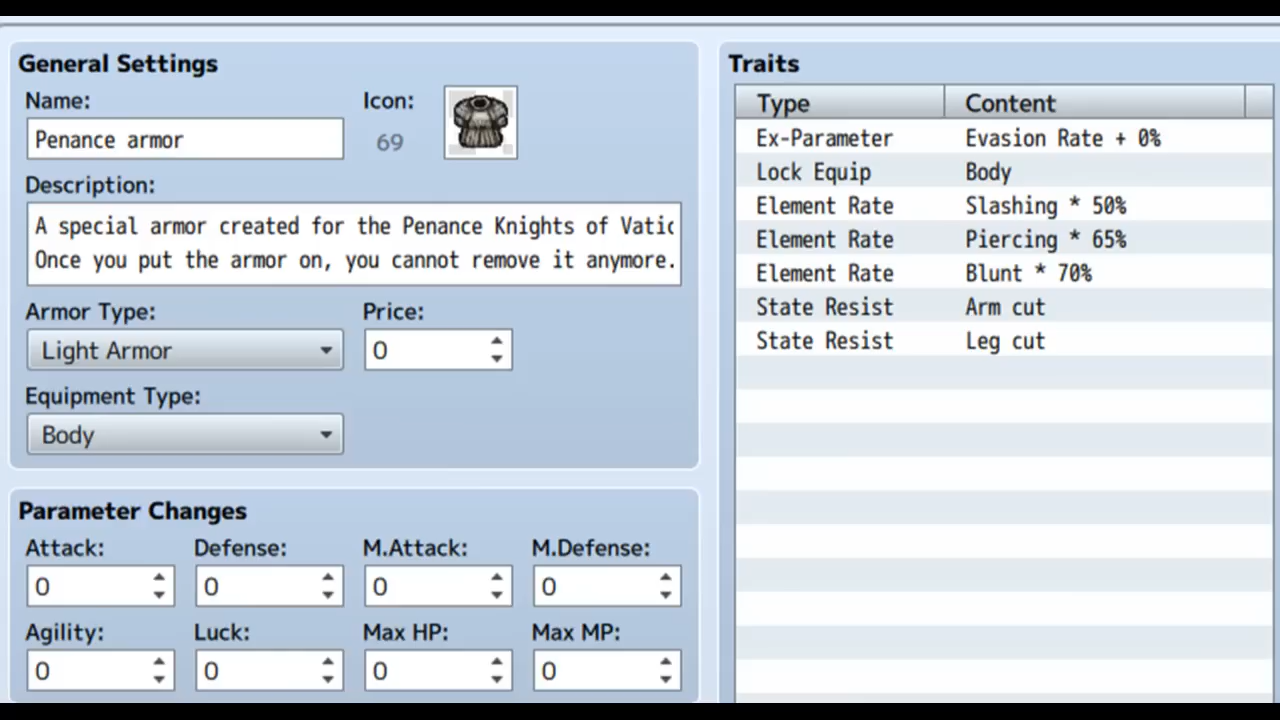 General Settings
Name:
Icon:
Penance armor
69
Description:
A special armor created for the Penance Knights of Vatic
Once you put the armor on, you cannot remove it anymore.
Armor Type:
Price:
Light Armor
0
Equipment Type:
Body
Parameter Changes
Attack: Defense: M.Attack: M.Defense:
0 0 0 0
Agility: Luck: Max HP: Max MP:
0 0 0 0
Traits
Type Content
Ex-Parameter Evasion Rate + 0%
Lock Equip Body
Element Rate Slashing * 50%
Element Rate Piercing * 65%
Element Rate Blunt * 70%
State Resist Arm cut
State Resist Leg cut